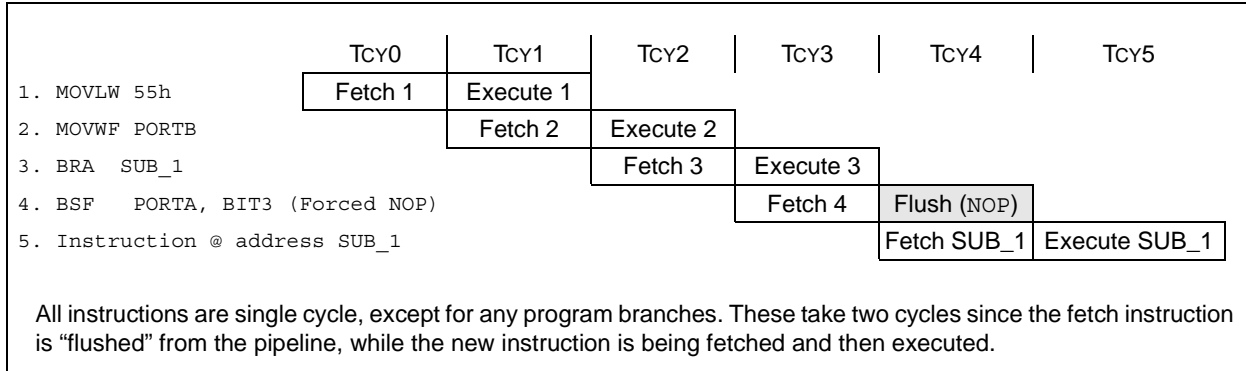 TCY0 TCY1 TCY2 TCY3 TCY4 TCY5
1. MOVLW 55h Fetch 1 Execute 1
2. MOVWF PORTB Fetch 2 Execute 2
3. BRA SUB_1 Fetch 3 Execute 3
4. BSF PORTA, BIT3 (Forced NOP) Fetch 4 Flush (NOP)
5. Instruction @ address SUB_1 Fetch SUB_1 Execute SUB_1
All instructions are single cycle, except for any program branches. These take two cycles since the fetch instruction
is “flushed” from the pipeline, while the new instruction is being fetched and then executed.